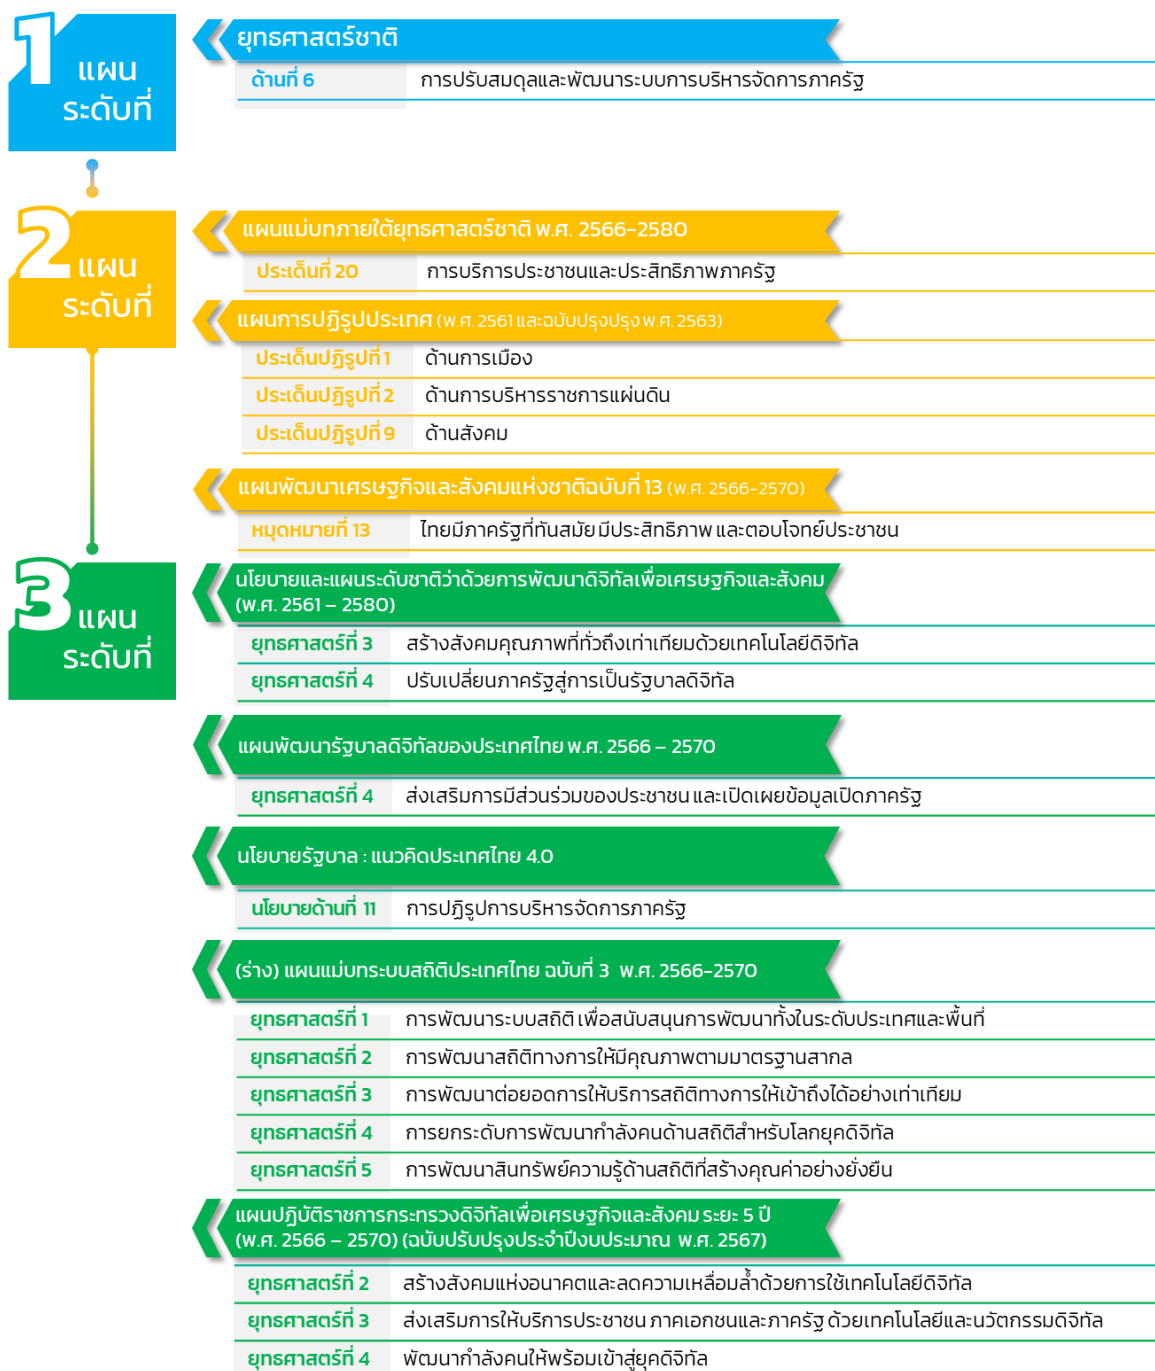 1
แผน
ระดับที่
ยุทธศาสตร์ชาติ
ด้านที่ 6 การปรับสมดุลและพัฒนาระบบการบริหารจัดการภาครัฐ
2
แผน
ระดับที่
แผนแม่บทภายใต้ยุทธศาสตร์ชาติ พ.ศ. 2566-2580
ประเด็นที่ 20 การบริการประชาชนและประสิทธิภาพภาครัฐ
แผนการปฏิรูปประเทศ (พ.ศ. 2561 และฉบับปรุงปรุง พ.ศ. 2563)
ประเด็นปฏิรูปที่ 1 ด้านการเมือง
ประเด็นปฏิรูปที่ 2 ด้านการบริหารราชการแผ่นดิน
ประเด็นปฏิรูปที่ 9 ด้านสังคม
แผนพัฒนาเศรษฐกิจและสังคมแห่งชาติฉบับที่ 13 (พ.ศ. 2566-2570)
หมุดหมายที่ 13 ไทยมีภาครัฐที่ทันสมัย มีประสิทธิภาพ และตอบโจทย์ประชาชน
3
แผน
ระดับที่
นโยบายและแผนระดับชาติว่าด้วยการพัฒนาดิจิทัลเพื่อเศรษฐกิจและสังคม
(พ.ศ. 2561 – 2580)
ยุทธศาสตร์ที่ 3 สร้างสังคมคุณภาพที่ทั่วถึงเท่าเทียมด้วยเทคโนโลยีดิจิทัล
ยุทธศาสตร์ที่ 4 ปรับเปลี่ยนภาครัฐสู่การเป็นรัฐบาลดิจิทัล
แผนพัฒนารัฐบาลดิจิทัลของประเทศไทย พ.ศ. 2566 – 2570
ยุทธศาสตร์ที่ 4 ส่งเสริมการมีส่วนร่วมของประชาชน และเปิดเผยข้อมูลเปิดภาครัฐ
นโยบายรัฐบาล : แนวคิดประเทศไทย 4.0
นโยบายด้านที่ 11 การปฏิรูปการบริหารจัดการภาครัฐ
(ร่าง) แผนแม่บทระบบสถิติประเทศไทย ฉบับที่ 3 พ.ศ. 2566-2570
ยุทธศาสตร์ที่ 1 การพัฒนาระบบสถิติ เพื่อสนับสนุนการพัฒนาทั้งในระดับประเทศและพื้นที่
ยุทธศาสตร์ที่ 2 การพัฒนาสถิติทางการให้มีคุณภาพตามมาตรฐานสากล
ยุทธศาสตร์ที่ 3 การพัฒนาต่อยอดการให้บริการสถิติทางการให้เข้าถึงได้อย่างเท่าเทียม
ยุทธศาสตร์ที่ 4 การยกระดับการพัฒนากำลังคนด้านสถิติสำหรับโลกยุคดิจิทัล
ยุทธศาสตร์ที่ 5 การพัฒนาสินทรัพย์ความรู้ด้านสถิติที่สร้างคุณค่าอย่างยั่งยืน
แผนปฏิบัติราชการกระทรวงดิจิทัลเพื่อเศรษฐกิจและสังคม ระยะ 5 ปี
(พ.ศ. 2566 – 2570) (ฉบับปรับปรุงประจำปีงบประมาณ พ.ศ. 2567)
ยุทธศาสตร์ที่ 2 สร้างสังคมแห่งอนาคตและลดความเหลื่อมล้ำด้วยการใช้เทคโนโลยีดิจิทัล
ยุทธศาสตร์ที่ 3 ส่งเสริมการให้บริการประชาชน ภาคเอกชนและภาครัฐ ด้วยเทคโนโลยีและนวัตกรรมดิจิทัล
ยุทธศาสตร์ที่ 4 พัฒนากำลังคนให้พร้อมเข้าสู่ยุคดิจิทัล